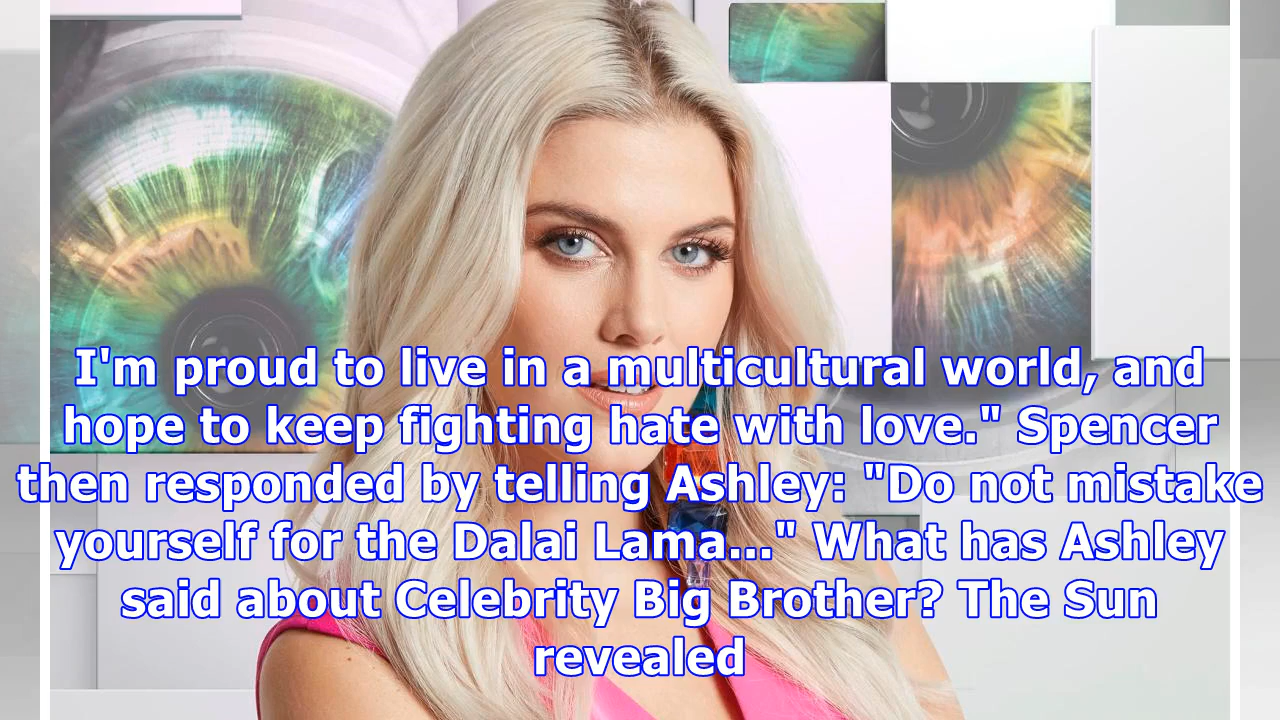 I'm proud to live in a multicultural world, and
hope to keep fighting hate with love." Spencer
then responded by telling Ashley: "Do not mistake
yourself for the Dalai Lama..." What has Ashley
said about Celebrity Big Brother? The Sun
revealed